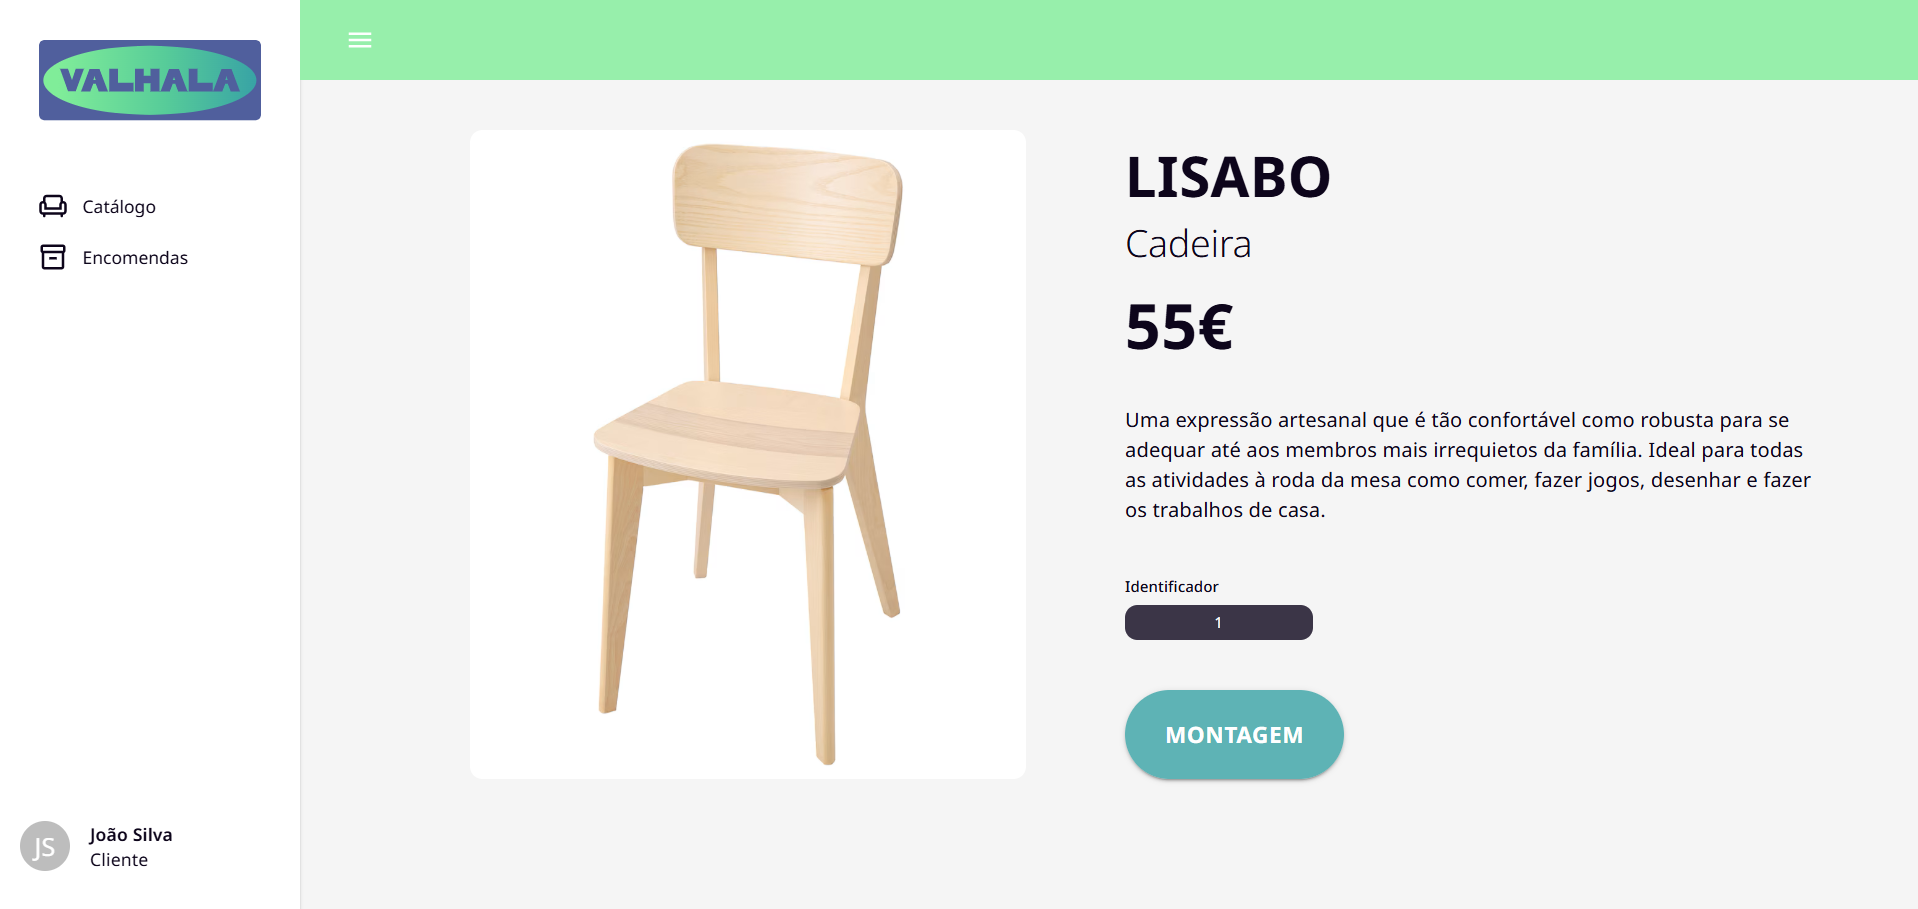 VALHALA
Catálogo
Encomendas
LISABO
Cadeira
55€
Uma expressão artesanal que é tão confortável como robusta para se
adequar até aos membros mais irrequietos da família. Ideal para todas
as atividades à roda da mesa como comer, fazer jogos, desenhar e fazer
os trabalhos de casa.
Identificador
1
MONTAGEM
JS
João Silva
Cliente